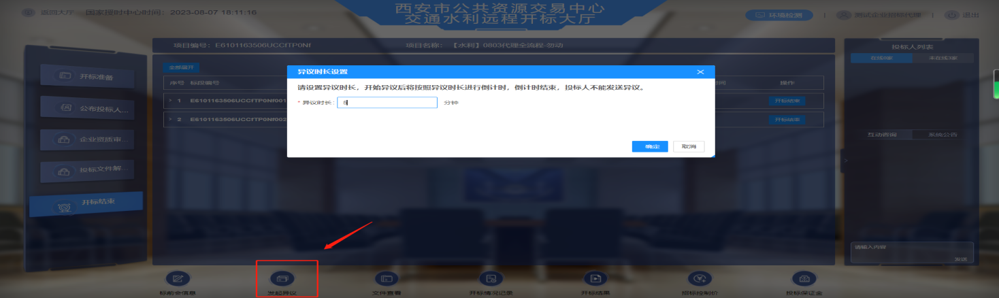 返回大厅 国家授时中心时间: 2023-08-07 18:11:16
西安市公共资源交易中心
交通水利远程开标大厅
环境检测 | 测试企业招标代理 | 退出
项目编号: E6101163506UCCfTP0Nf 项目名称: 【水利】0803代理全流程-勿动
投标人列表
在线0家 未在线3家
全部展开
序号 标段编号 时间 操作
> 1 E6101163506UCCfTP0Nf001 开标结束
> 2 E6101163506UCCfTP0Nf002 开标结束
开标准备
公布投标人...
企业资质审...
投标文件解...
开标结束
异议时长设置
请设置异议时长，开始异议后将按照异议时长进行倒计时，倒计时结束，投标人不能发送异议。
* 异议时长: 5 分钟
确定 取消
互动咨询 系统公告
>
请输入内容
发送
标前会信息 发起异议 文件查看 开标情况记录 开标结果 招标控制价 投标保证金